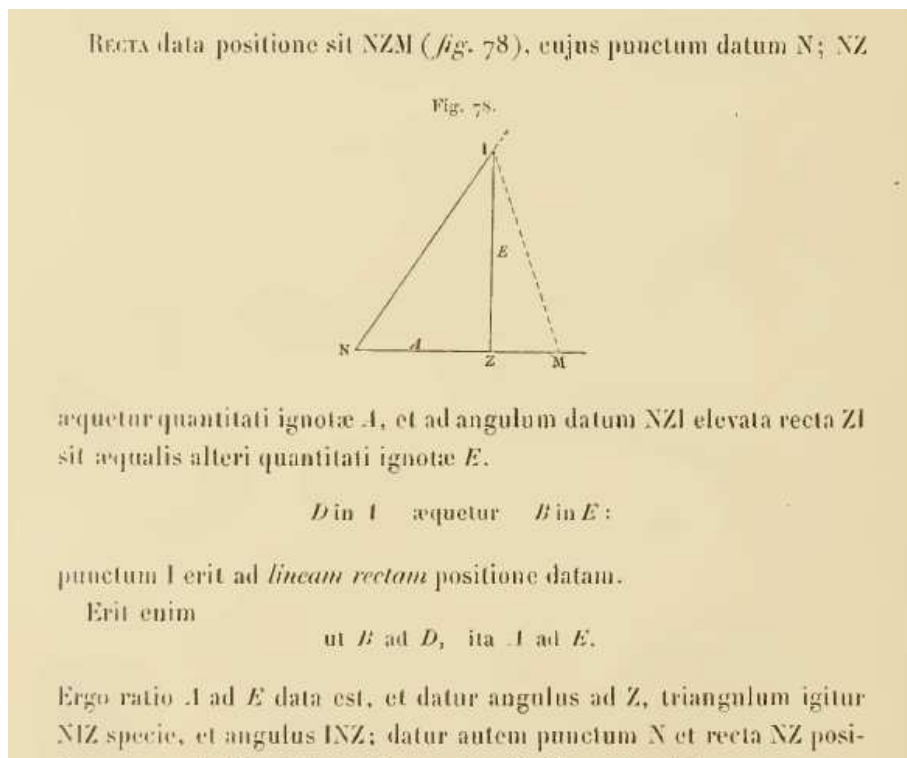 RECTA data positione sit NZM (fig. 78), cujus punctum datum N; NZ
Fig. 78.
I
E
N A Z M
æquetur quantitati ignotæ A, et ad angulum datum NZI elevata recta ZI
sit æqualis alteri quantitati ignotæ E.
D in A æquetur B in E :
punctum I erit ad lineam rectam positione datam.
Erit enim
ut B ad D, ita A ad E.
Ergo ratio A ad E data est, et datur angulus ad Z, triangulum igitur
NIZ specie, et angulus INZ; datur autem punctum N et recta NZ posi-